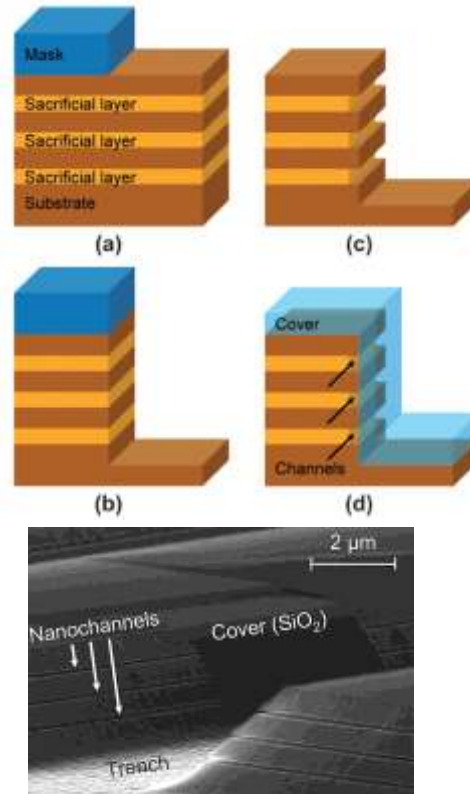 Mask
Sacrificial layer
Sacrificial layer
Sacrificial layer
Substrate
(a)
(c)
(b)
Cover
Channels
(d)
2 μm
Nanochannels
Cover (SiO₂)
Trench